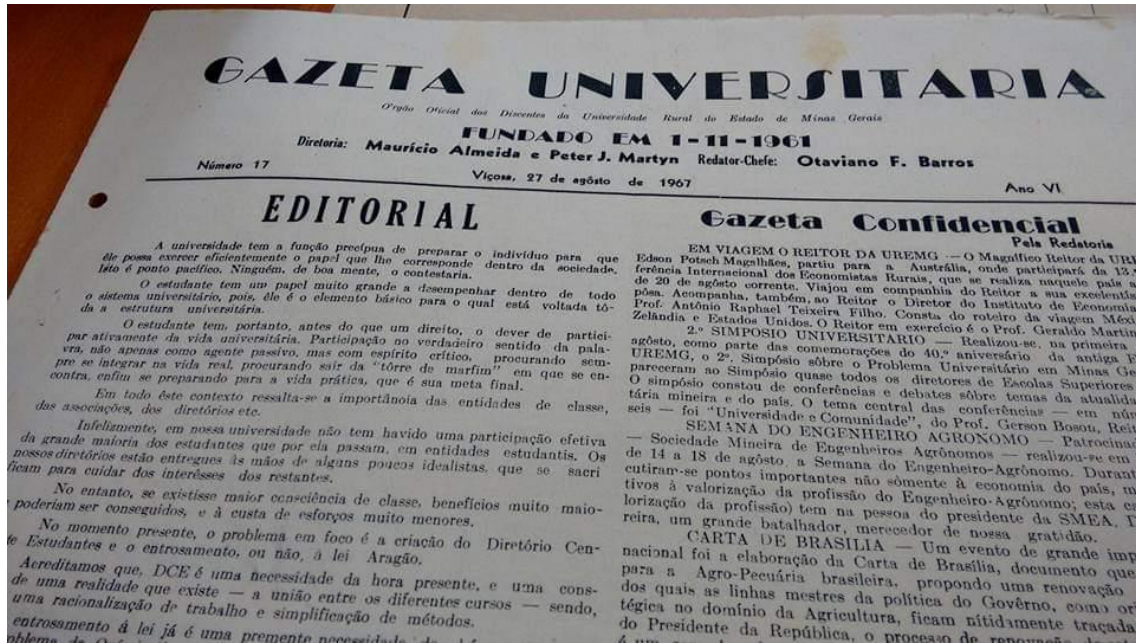 GAZETA UNIVERSITARIA
O'rgão Oficial dos Discentes da Universidade Rural do Estado de Minas Gerais
FUNDADO EM 1-11-1961
Diretoria: Maurício Almeida e Peter J. Martyn Redator-Chefe: Otaviano F. Barros
Número 17
Viçosa, 27 de agôsto de 1967
Ano VI
EDITORIAL
A universidade tem a função precípua de preparar o indivíduo para que
êle possa exercer eficientemente o papel que lhe corresponde dentro da sociedade.
Isto é ponto pacífico. Ninguém, de boa mente, o contestaria.
O estudante tem um papel muito grande a desempenhar dentro de todo
o sistema universitário, pois, êle é o elemento básico para o qual está voltada tô-
da a estrutura universitária.
O estudante tem, portanto, antes do que um direito, o dever de partici-
par ativamente da vida universitária. Participação no verdadeiro sentido da pala-
vra, não apenas como agente passivo, mas com espírito crítico, procurando sem-
pre se integrar na vida real, procurando sair da "tôrre de marfim" em que se en-
contra, enfim se preparando para a vida prática, que é sua meta final.
Em todo êste contexto ressalta-se a importância das entidades de classe,
das associações, dos diretórios etc.
Infelizmente, em nossa universidade não tem havido uma participação efetiva
da grande maioria dos estudantes que por ela passam, em entidades estudantis. Os
nossos diretórios estão entregues às mãos de alguns poucos idealistas, que se sacri
ficam para cuidar dos interêsses dos restantes.
No entanto, se existisse maior consciência de classe, benefícios muito maio-
poderiam ser conseguidos, e à custa de esforços muito menores.
No momento presente, o problema em foco é a criação do Diretório Cen-
e Estudantes e o entrosamento, ou não, à lei Aragão.
Acreditamos que, DCE é uma necessidade da hora presente, e uma cons-
de uma realidade que existe — a união entre os diferentes cursos — sendo,
uma racionalização de trabalho e simplificação de métodos.
entrosamento à lei já é uma premente necessidade
Gazeta Confidencial
Pela Redatoria
EM VIAGEM O REITOR DA UREMG — O Magnífico Reitor da URE
Edson Potsch Magalhães, partiu para a Austrália, onde participará da 13.ª
ferência Internacional dos Economistas Rurais, que se realiza naquele país a
de 20 de agôsto corrente. Viajou em companhia do Reitor a sua excelentís
pôsa. Acompanha, também, ao Reitor o Diretor do Instituto de Economia
Prof. Antônio Raphael Teixeira Filho. Consta do roteiro da viagem Méxi
Zelândia e Estados Unidos. O Reitor em exercício é o Prof. Geraldo Martin
2.º SIMPOSIO UNIVERSITARIO — Realizou-se, na primeira
agôsto, como parte das comemorações do 40.º aniversário da antiga E
UREMG, o 2º. Simpósio sôbre o Problema Universitário em Minas Ge
pareceram ao Simpósio quase todos os diretores de Escolas Superiores
O simpósio constou de conferências e debates sôbre temas da atualida
tária mineira e do país. O tema central das conferências — em núm
seis — foi "Universidade e Comunidade", do Prof. Gerson Boson, Reit
SEMANA DO ENGENHEIRO AGRONOMO — Patrocinad
— Sociedade Mineira de Engenheiros Agrônomos — realizou-se em
de 14 a 18 de agôsto, a Semana do Engenheiro-Agrônomo. Durant
cutiram-se pontos importantes não sòmente à economia do país, m
tivos à valorização da profissão do Engenheiro-Agrônomo; esta ca
lorização da profissão) tem na pessoa do presidente da SMEA, D
reira, um grande batalhador, merecedor de nossa gratidão.
CARTA DE BRASILIA — Um evento de grande imp
nacional foi a elaboração da Carta de Brasília, documento que
para a Agro-Pecuária brasileira, propondo uma renovação
dos quais as linhas mestres da política do Govêrno, como ori
tégica no domínio da Agricultura, ficam nìtidamente traçada
do Presidente da República, o processo de renovação